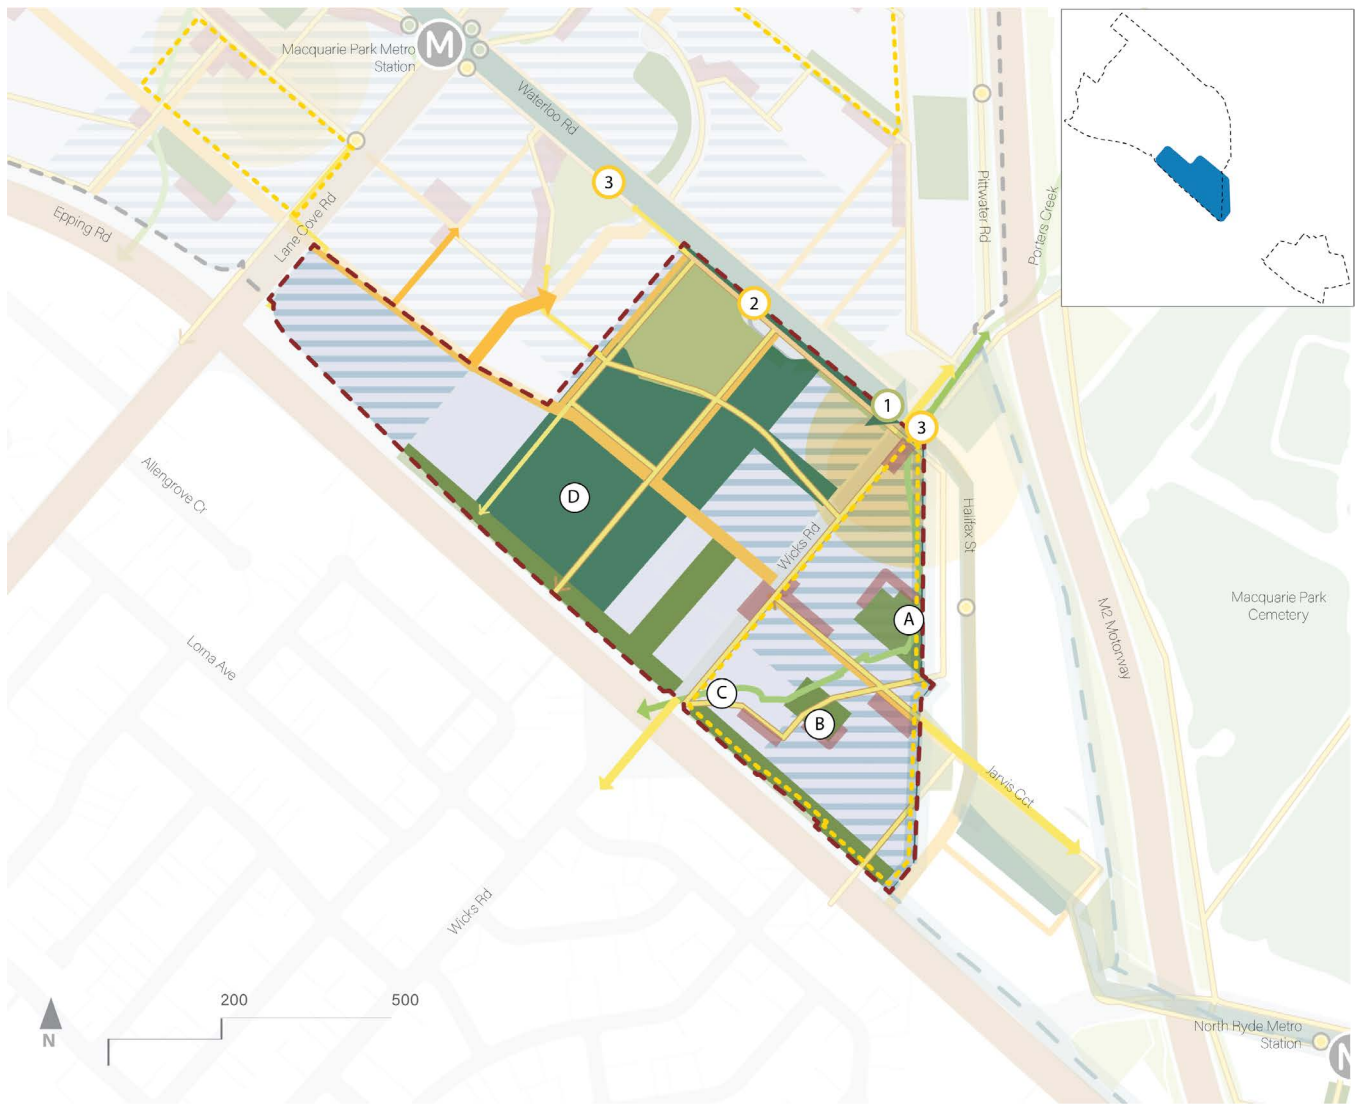 Macquarie Park Metro
Station
M
Waterloo Rd
3
Pittwater Rd
Porters Creek
Epping Rd
Lane Cove Rd
2
1
3
Allengrove Cr
D
Wicks Rd
Halifax St
M2 Motorway
Macquarie Park
Cemetery
A
Lorna Ave
C
B
Jarvis Cct
Wicks Rd
200
500
N
North Ryde Metro
Station